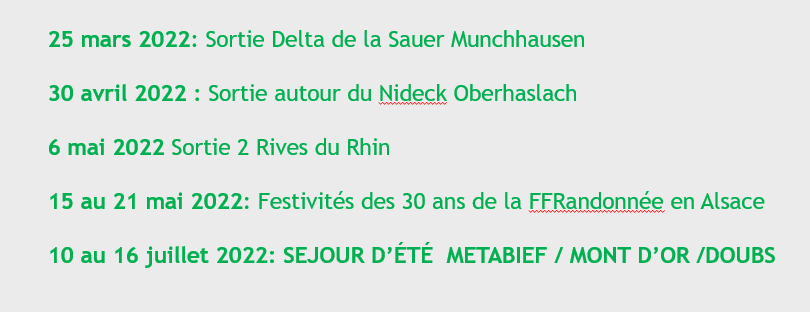 25 mars 2022: Sortie Delta de la Sauer Munchhausen
30 avril 2022 : Sortie autour du Nideck Oberhaslach
6 mai 2022 Sortie 2 Rives du Rhin
15 au 21 mai 2022: Festivités des 30 ans de la FFRandonnée en Alsace
10 au 16 juillet 2022: SEJOUR D’ÉTÉ  METABIEF / MONT D’OR /DOUBS